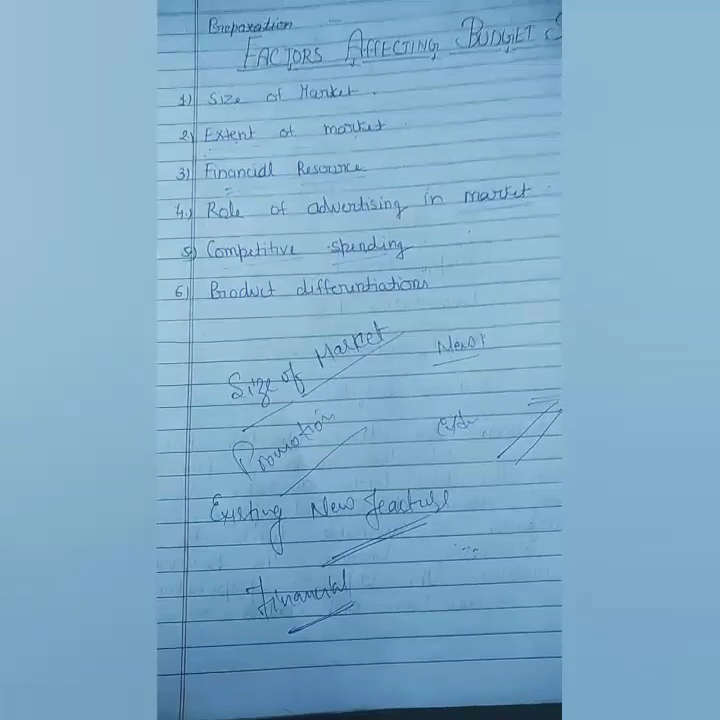 Preparation
FACTORS AFFECTING BUDGET
1) Size of Market.
2) Extent of market
3) Financial Resource
4) Role of advertising in market
5) Competitive spending
6) Product differentiations
Size of Market
New
Promotion
Existing New feature
Financial